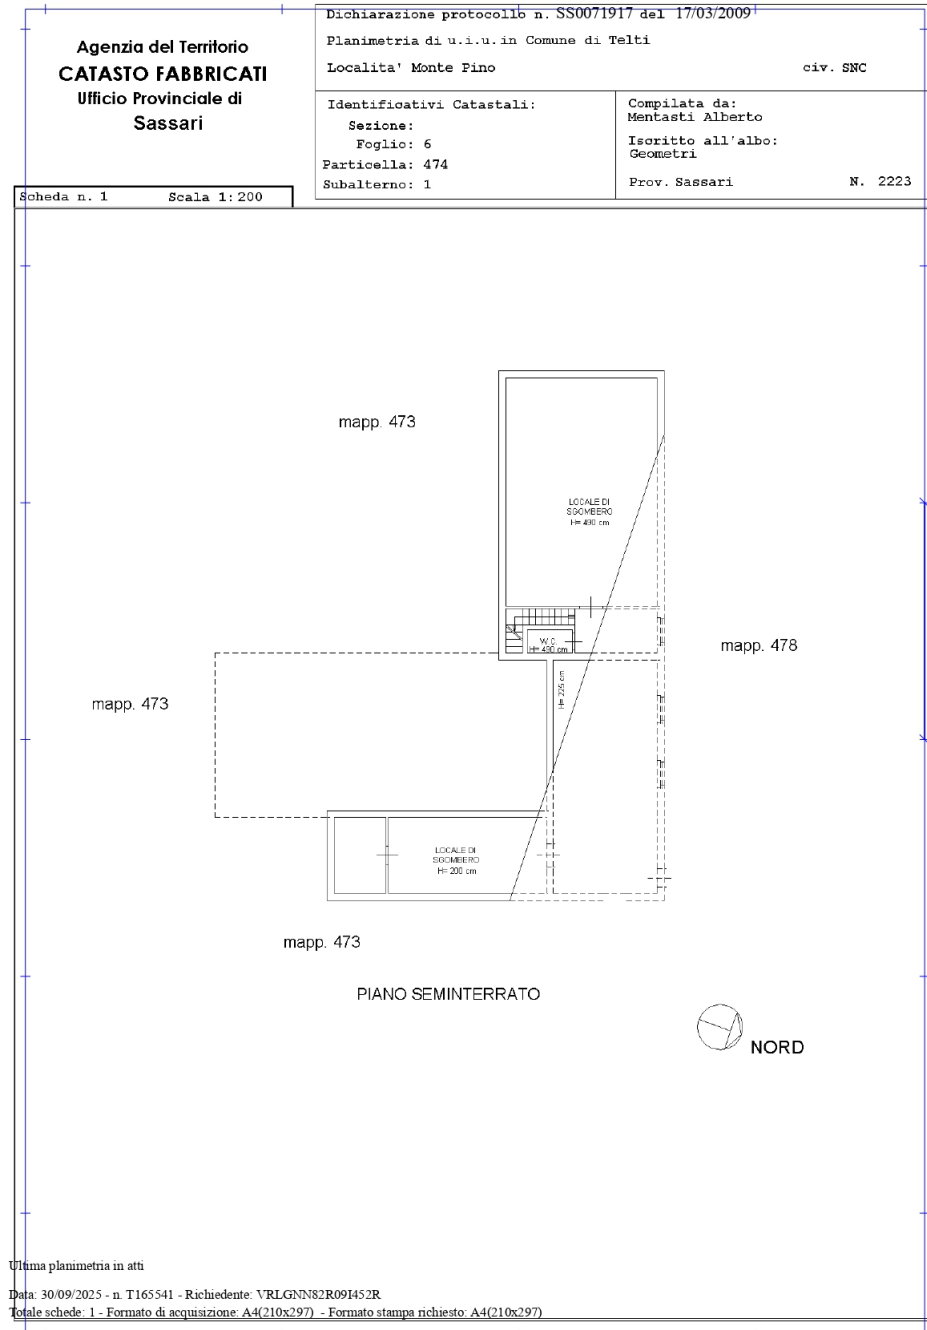 Agenzia del Territorio
CATASTO FABBRICATI
Ufficio Provinciale di
Sassari
Scheda n. 1 Scala 1:200
Dichiarazione protocollo n. SS0071917 del 17/03/2009
Planimetria di u.i.u. in Comune di Telti
Localita' Monte Pino civ. SNC
Identificativi Catastali:
Sezione:
Foglio: 6
Particella: 474
Subalterno: 1
Compilata da:
Mentasti Alberto
Iscritto all'albo:
Geometri
Prov. Sassari N. 2223
mapp. 473
LOCALE DI
SGOMBERO
H= 490 cm
W.C.
H= 490 cm
mapp. 478
H= 225 cm
mapp. 473
LOCALE DI
SGOMBERO
H= 200 cm
mapp. 473
PIANO SEMINTERRATO
NORD
Ultima planimetria in atti
Data: 30/09/2025 - n. T165541 - Richiedente: VRLGNN82R09I452R
Totale schede: 1 - Formato di acquisizione: A4(210x297) - Formato stampa richiesto: A4(210x297)